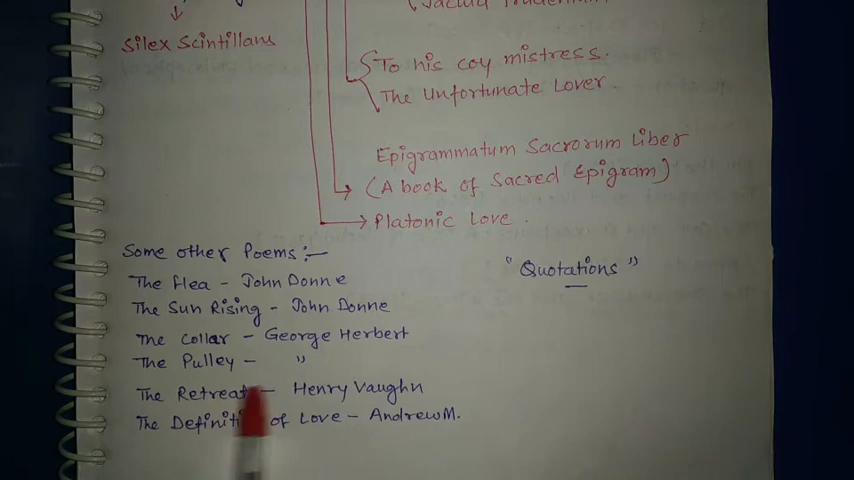 Silex Scintillans
To his coy mistress.
The Unfortunate Lover.
Epigrammatum Sacrorum Liber
(A book of Sacred Epigram)
Platonic Love.
Some other Poems :-
The flea - John Donne
The Sun Rising - John Donne
The Collar - George Herbert
The Pulley - "
The Retreat - Henry Vaughn
The Definition of Love - Andrew M.
"Quotations"